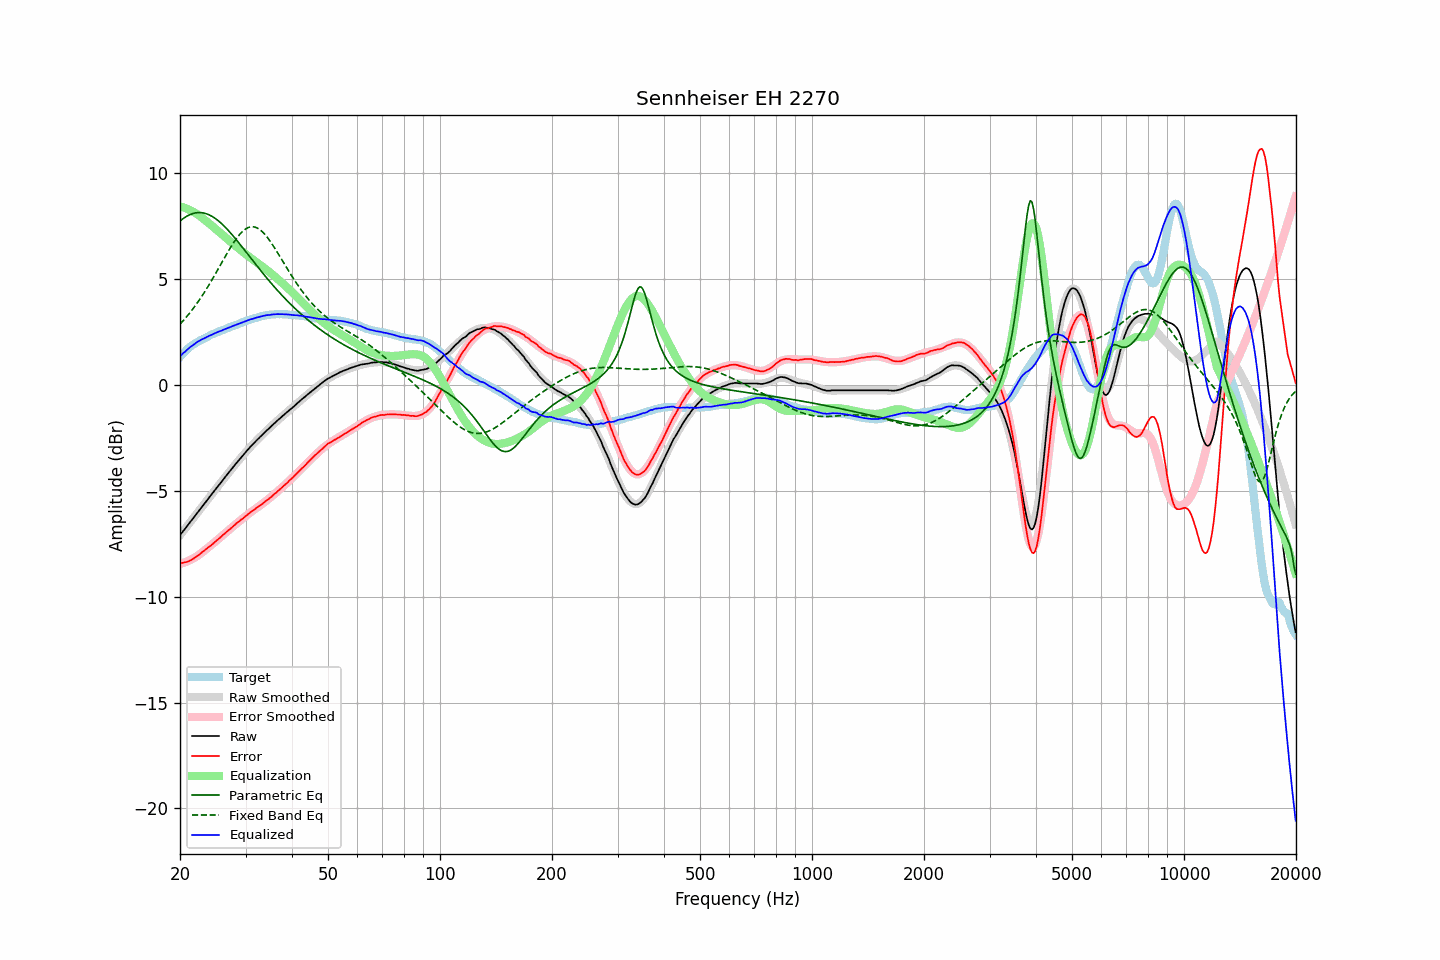 Sennheiser EH 2270
10
5
0
−5
−10
−15
−20
Amplitude (dBr)
Target
Raw Smoothed
Error Smoothed
Raw
Error
Equalization
Parametric Eq
Fixed Band Eq
Equalized
20 50 100 200 500 1000 2000 5000 10000 20000
Frequency (Hz)